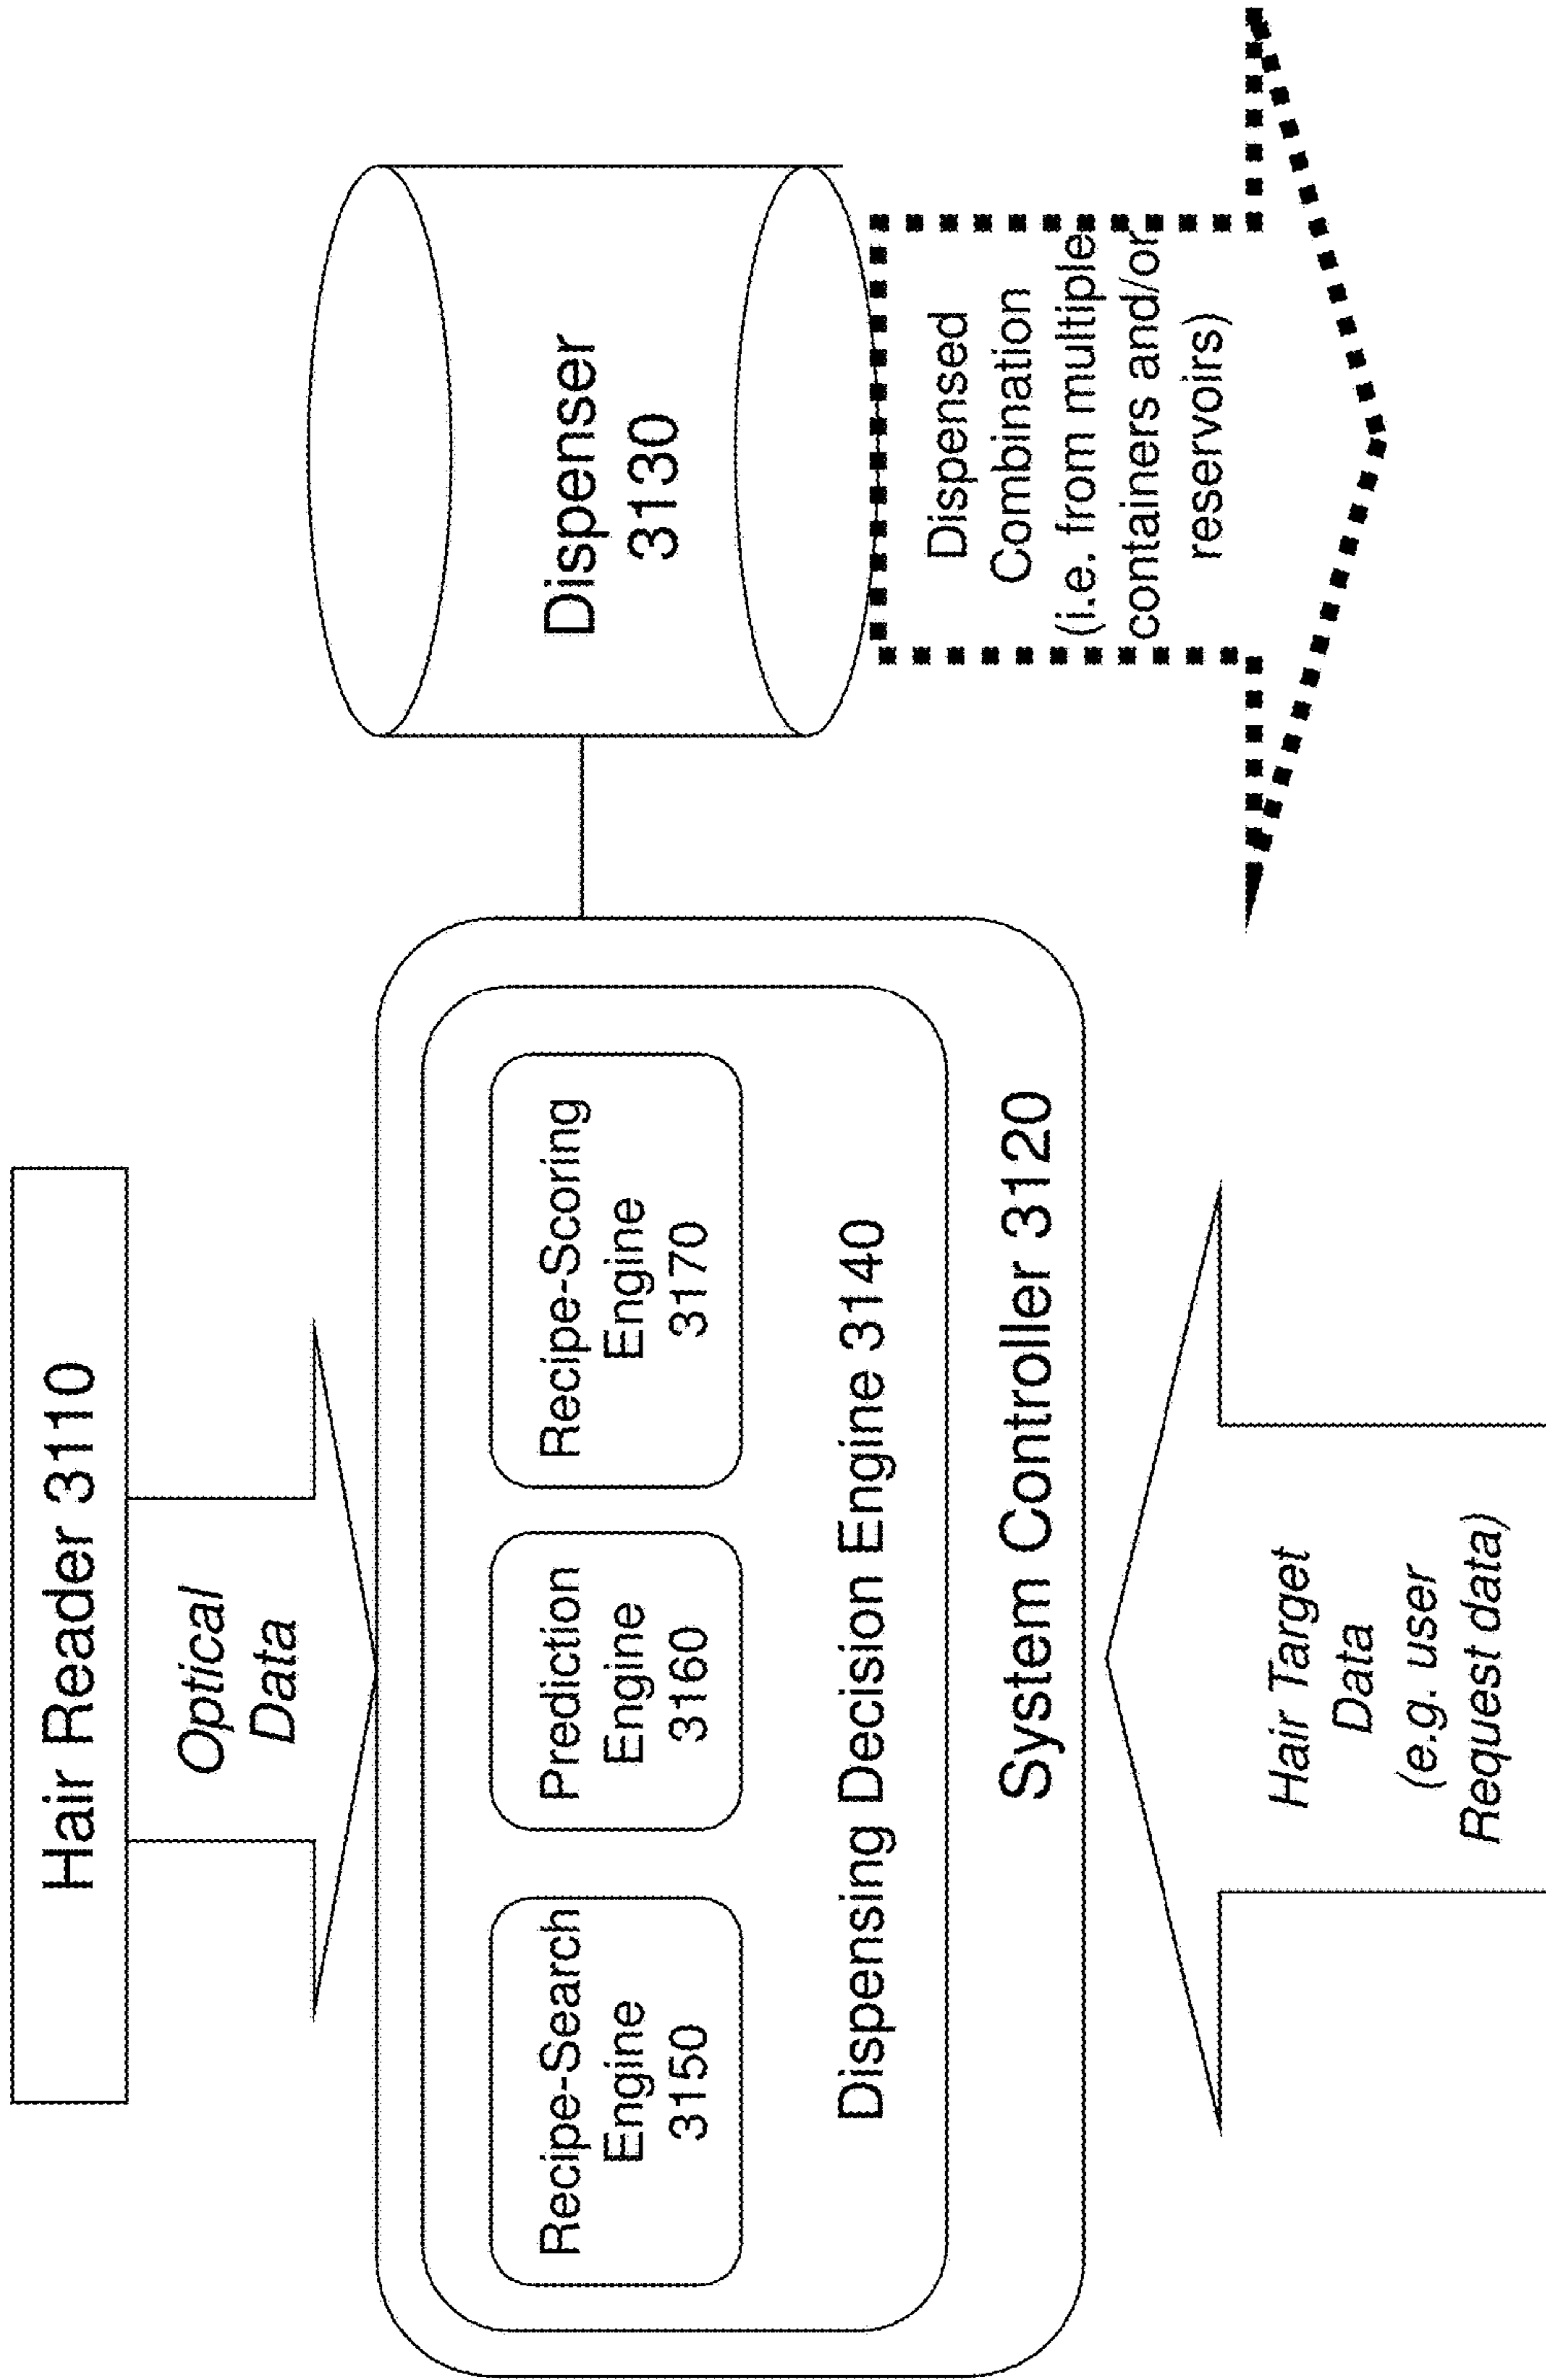 Hair Reader 3110
Optical
Data
Recipe-Search
Engine
3150
Prediction
Engine
3160
Recipe-Scoring
Engine
3170
Dispensing Decision Engine 3140
System Controller 3120
Hair Target
Data
(e.g. user
Request data)
Dispenser
3130
Dispensed
Combination
(i.e. from multiple
containers and/or
reservoirs)